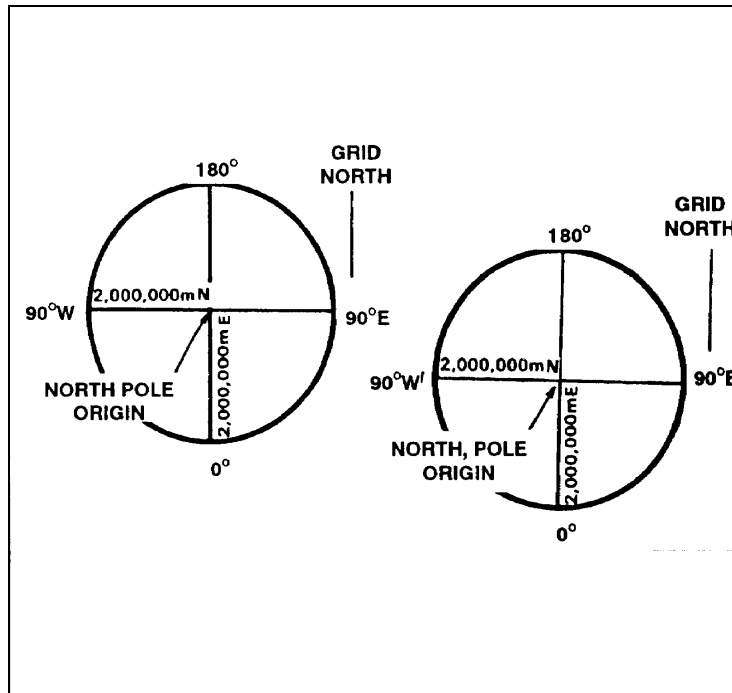 GRID
NORTH
180°
2,000,000mN
90°W
90°E
2,000,000mE
NORTH POLE
ORIGIN
0°
GRID
NORTH
180°
2,000,000mN
90°W'
90°E
2,000,000mE
NORTH, POLE
ORIGIN
0°